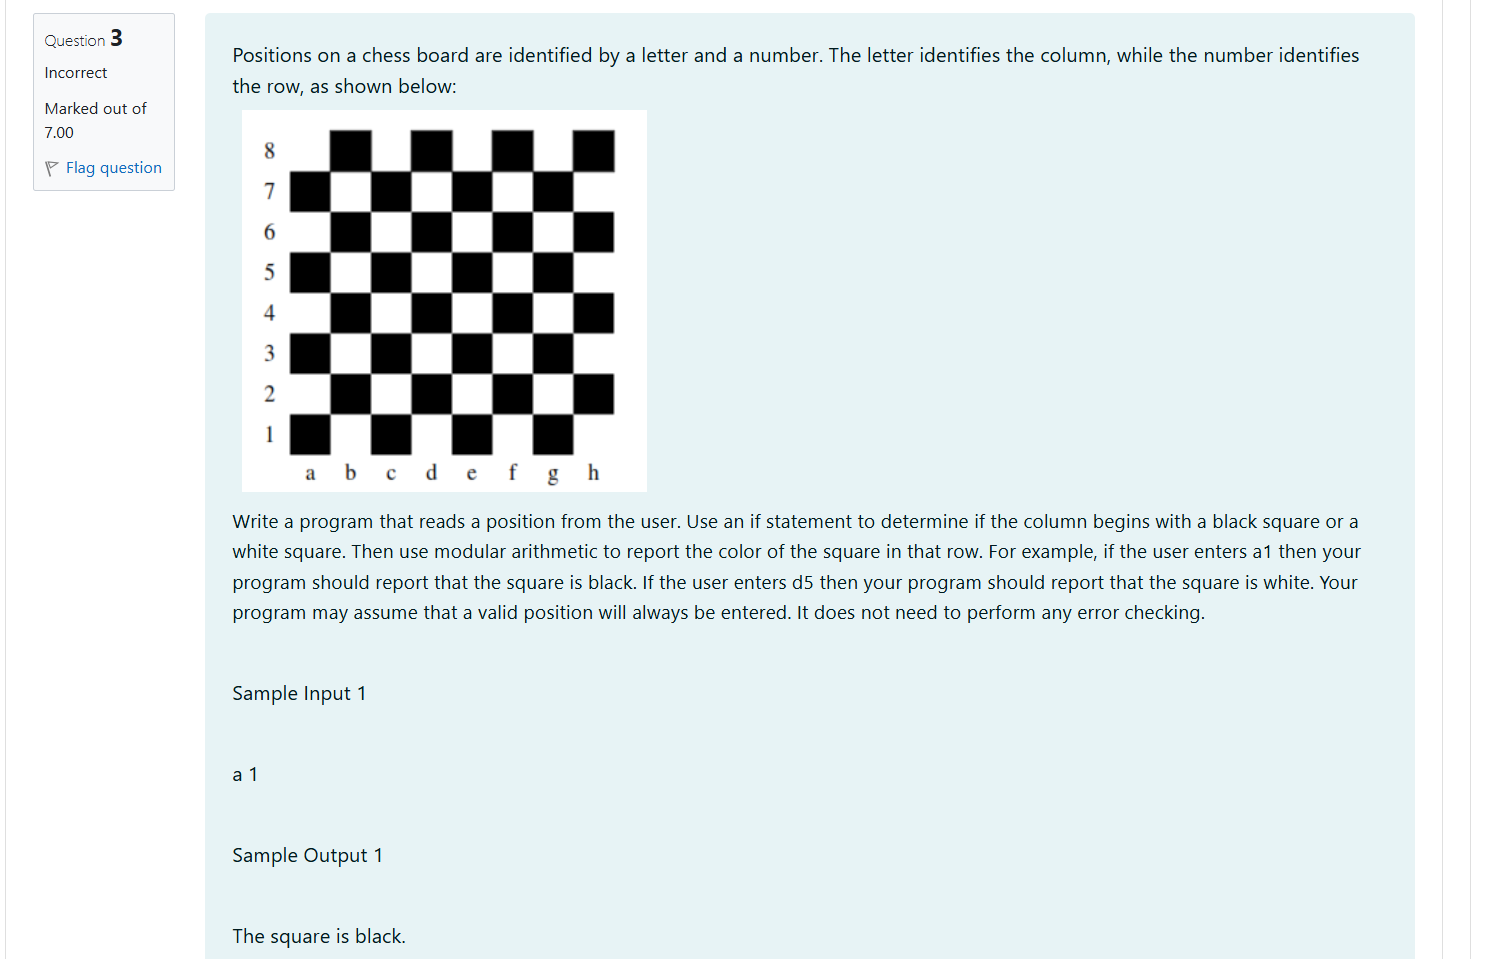 Question 3
Incorrect
Marked out of
7.00
Flag question
Positions on a chess board are identified by a letter and a number. The letter identifies the column, while the number identifies
the row, as shown below:
8
7
6
5
4
3
2
1
a b c d e f g h
Write a program that reads a position from the user. Use an if statement to determine if the column begins with a black square or a
white square. Then use modular arithmetic to report the color of the square in that row. For example, if the user enters a1 then your
program should report that the square is black. If the user enters d5 then your program should report that the square is white. Your
program may assume that a valid position will always be entered. It does not need to perform any error checking.
Sample Input 1
a 1
Sample Output 1
The square is black.